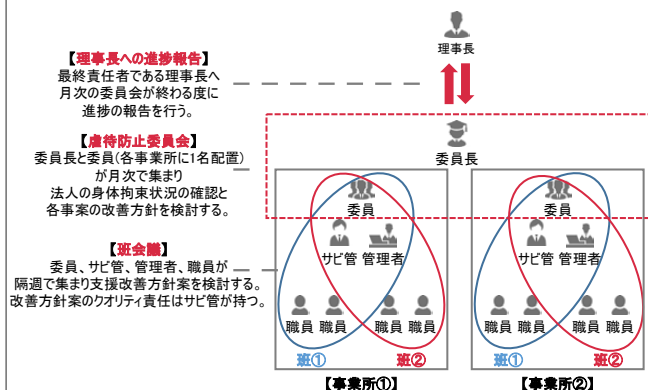 理事長
【理事長への進捗報告】
最終責任者である理事長へ
月次の委員会が終わる度に
進捗の報告を行う。
【虐待防止委員会】
委員長と委員(各事業所に1名配置)
が月次で集まり
法人の身体拘束状況の確認と
各事案の改善方針を検討する。
委員長
【班会議】
委員、サビ管、管理者、職員が
隔週で集まり支援改善方針案を検討する。
改善方針案のクオリティ責任はサビ管が持つ。
委員
サビ管 管理者
職員 職員 職員 職員
班① 班②
【事業所①】
委員
サビ管 管理者
職員 職員 職員 職員
班① 班②
【事業所②】